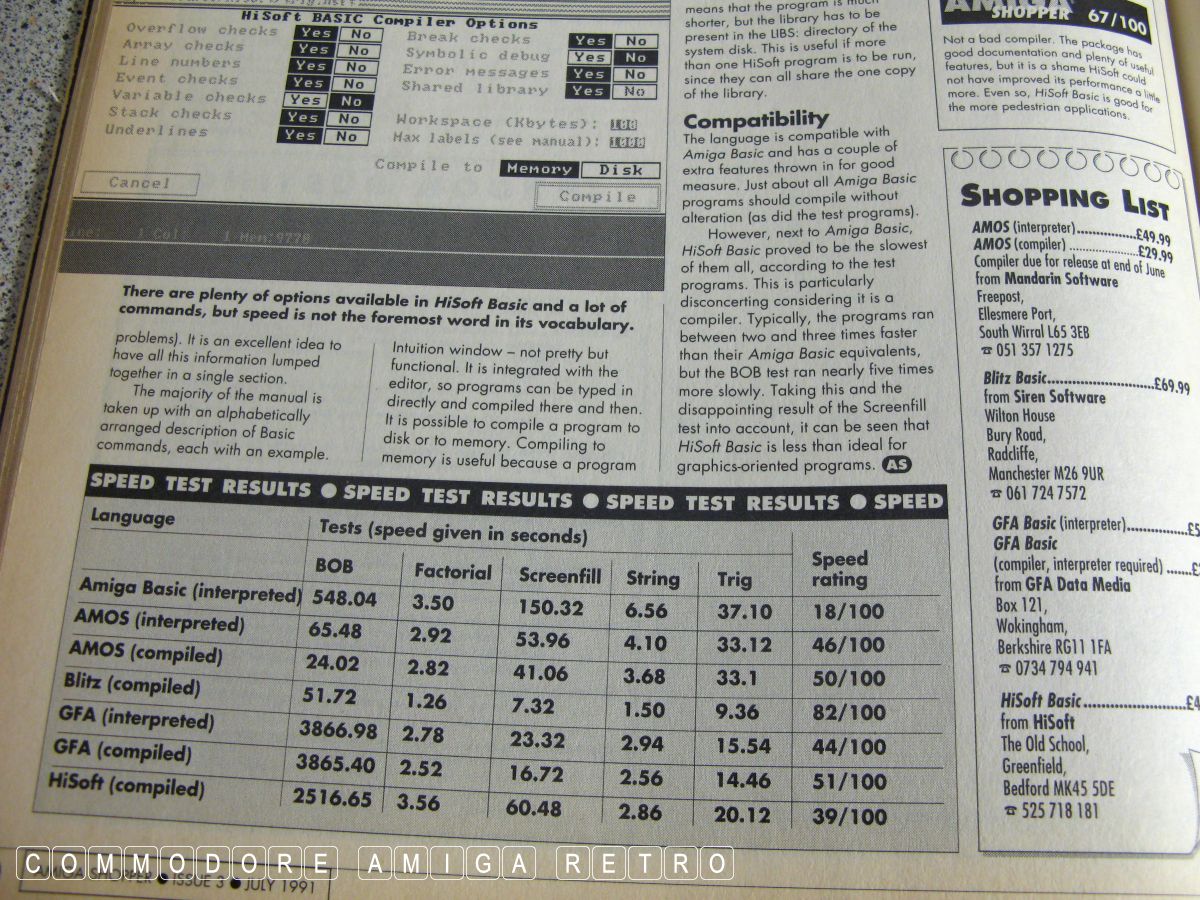 HiSoft BASIC Compiler Options
Overflow checks Yes No
Array checks Yes No
Line numbers Yes No
Event checks Yes No
Variable checks Yes No
Stack checks Yes No
Underlines Yes No
Break checks Yes No
Symbolic debug Yes No
Error messages Yes No
Shared library Yes No
Workspace (Kbytes): 100
Max labels (see manual): 1000
Compile to Memory Disk
Cancel
Compile
There are plenty of options available in HiSoft Basic and a lot of
commands, but speed is not the foremost word in its vocabulary.
problems). It is an excellent idea to
have all this information lumped
together in a single section.
The majority of the manual is
taken up with an alphabetically
arranged description of Basic
commands, each with an example.
Intuition window – not pretty but
functional. It is integrated with the
editor, so programs can be typed in
directly and compiled there and then.
It is possible to compile a program to
disk or to memory. Compiling to
memory is useful because a program
means that the program is much
shorter, but the library has to be
present in the LIBS: directory of the
system disk. This is useful if more
than one HiSoft program is to be run,
since they can all share the one copy
of the library.
Compatibility
The language is compatible with
Amiga Basic and has a couple of
extra features thrown in for good
measure. Just about all Amiga Basic
programs should compile without
alteration (as did the test programs).
However, next to Amiga Basic,
HiSoft Basic proved to be the slowest
of them all, according to the test
programs. This is particularly
disconcerting considering it is a
compiler. Typically, the programs ran
between two and three times faster
than their Amiga Basic equivalents,
but the BOB test ran nearly five times
more slowly. Taking this and the
disappointing result of the Screenfill
test into account, it can be seen that
HiSoft Basic is less than ideal for
graphics-oriented programs. AS
AMIGA
SHOPPER 67/100
Not a bad compiler. The package has
good documentation and plenty of useful
features, but it is a shame HiSoft could
not have improved its performance a little
more. Even so, HiSoft Basic is good for
the more pedestrian applications.
SHOPPING LIST
AMOS (interpreter)...............£49.99
AMOS (compiler) .................£29.99
Compiler due for release at end of June
from Mandarin Software
Freepost,
Ellesmere Port,
South Wirral L65 3EB
☎ 051 357 1275
Blitz Basic...........................£69.99
from Siren Software
Wilton House
Bury Road,
Radcliffe,
Manchester M26 9UR
☎ 061 724 7572
GFA Basic (interpreter)...............£5
GFA Basic
(compiler, interpreter required) ......£2
from GFA Data Media
Box 121,
Wokingham,
Berkshire RG11 1FA
☎ 0734 794 941
HiSoft Basic..........................£4
from HiSoft
The Old School,
Greenfield,
Bedford MK45 5DE
☎ 525 718 181
SPEED TEST RESULTS ● SPEED TEST RESULTS ● SPEED TEST RESULTS ● SPEED
Language Tests (speed given in seconds)
BOB Factorial Screenfill String Trig Speed rating
Amiga Basic (interpreted) 548.04 3.50 150.32 6.56 37.10 18/100
AMOS (interpreted) 65.48 2.92 53.96 4.10 33.12 46/100
AMOS (compiled) 24.02 2.82 41.06 3.68 33.1 50/100
Blitz (compiled) 51.72 1.26 7.32 1.50 9.36 82/100
GFA (interpreted) 3866.98 2.78 23.32 2.94 15.54 44/100
GFA (compiled) 3865.40 2.52 16.72 2.56 14.46 51/100
HiSoft (compiled) 2516.65 3.56 60.48 2.86 20.12 39/100
COMMODORE AMIGA RETRO
AMIGA SHOPPER ● ISSUE 3 ● JULY 1991